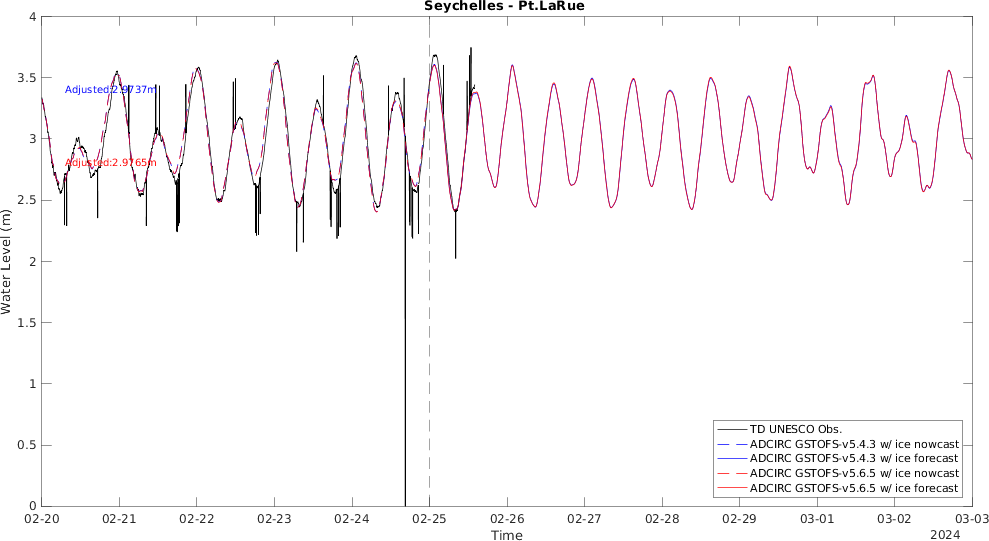 Seychelles - Pt.LaRue
4
3.5
3
2.5
2
1.5
1
0.5
0
Water Level (m)
Adjusted:2.9737m
Adjusted:2.9765m
TD UNESCO Obs.
ADCIRC GSTOFS-v5.4.3 w/ ice nowcast
ADCIRC GSTOFS-v5.4.3 w/ ice forecast
ADCIRC GSTOFS-v5.6.5 w/ ice nowcast
ADCIRC GSTOFS-v5.6.5 w/ ice forecast
02-20 02-21 02-22 02-23 02-24 02-25 02-26 02-27 02-28 02-29 03-01 03-02 03-03
Time
2024